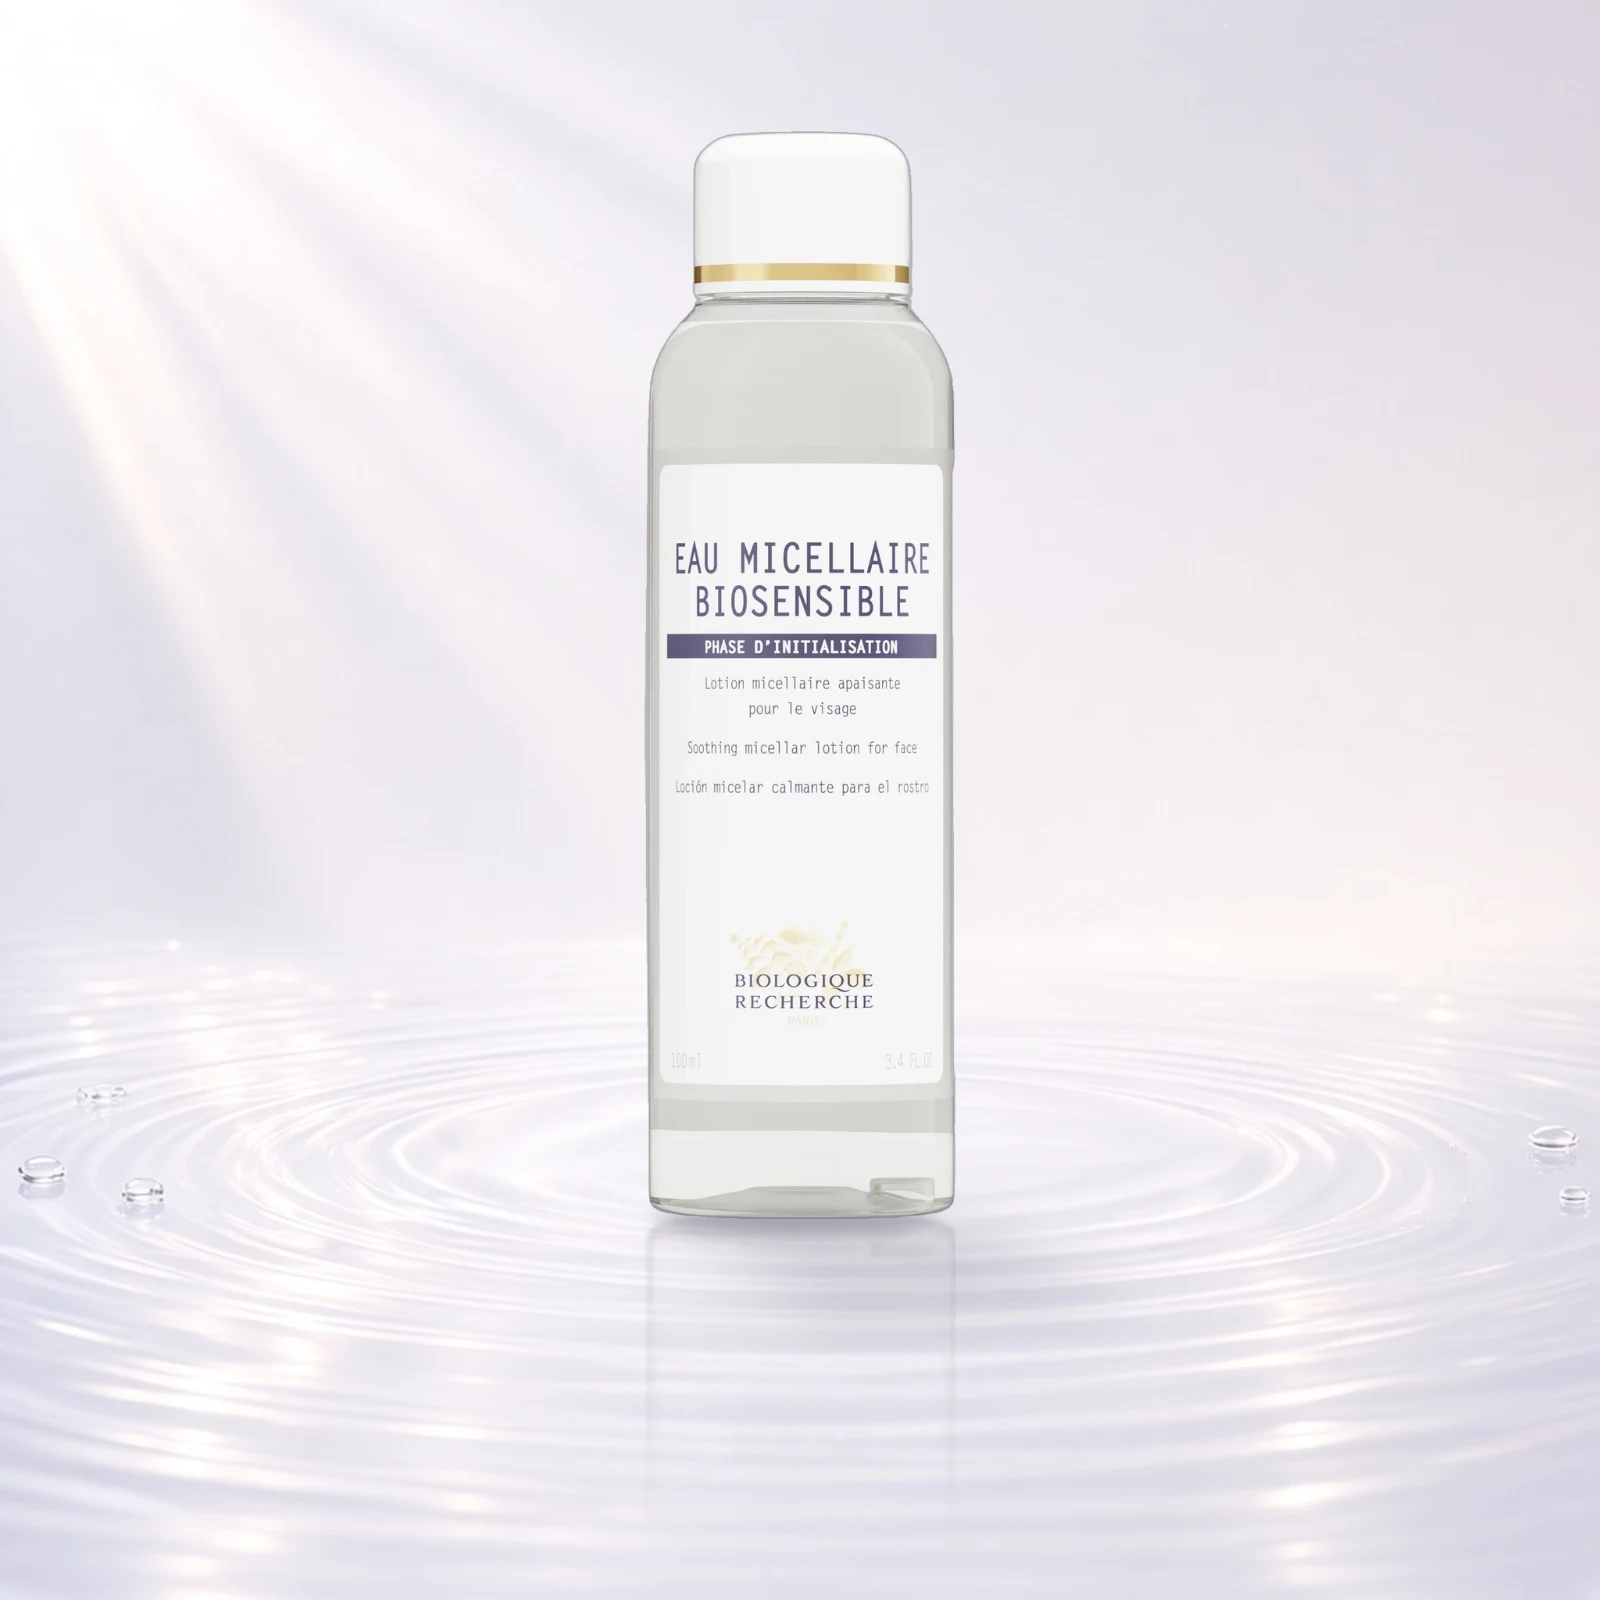 EAU MICELLAIRE
BIOSENSIBLE
PHASE D'INITIALISATION
Lotion micellaire apaisante
pour le visage
Soothing micellar lotion for face
Loción micelar calmante para el rostro
BIOLOGIQUE
RECHERCHE
PARIS
100ml 3,4 FL.OZ